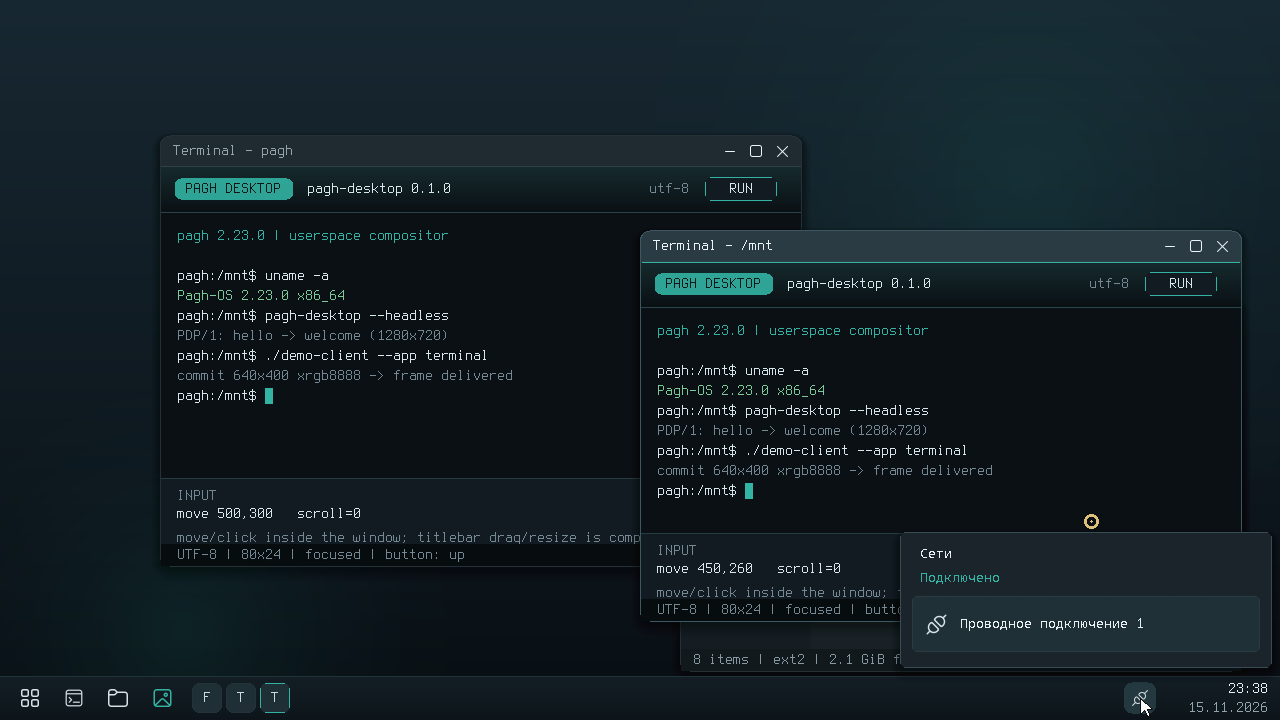 Terminal - pagh
PAGH DESKTOP pagh-desktop 0.1.0 utf-8 RUN
pagh 2.23.0 | userspace compositor
pagh:/mnt$ uname -a
Pagh-OS 2.23.0 x86_64
pagh:/mnt$ pagh-desktop --headless
PDP/1: hello -> welcome (1280x720)
pagh:/mnt$ ./demo-client --app terminal
commit 640x400 xrgb8888 -> frame delivered
pagh:/mnt$
INPUT
move 500,300 scroll=0
move/click inside the window; titlebar drag/resize is comp
UTF-8 | 80x24 | focused | button: up
Terminal - /mnt
PAGH DESKTOP pagh-desktop 0.1.0 utf-8 RUN
pagh 2.23.0 | userspace compositor
pagh:/mnt$ uname -a
Pagh-OS 2.23.0 x86_64
pagh:/mnt$ pagh-desktop --headless
PDP/1: hello -> welcome (1280x720)
pagh:/mnt$ ./demo-client --app terminal
commit 640x400 xrgb8888 -> frame delivered
pagh:/mnt$
INPUT
move 450,260 scroll=0
move/click inside the window;
UTF-8 | 80x24 | focused | butt
8 items | ext2 | 2.1 GiB f
Сети
Подключено
Проводное подключение 1
F T T
23:38
15.11.2026